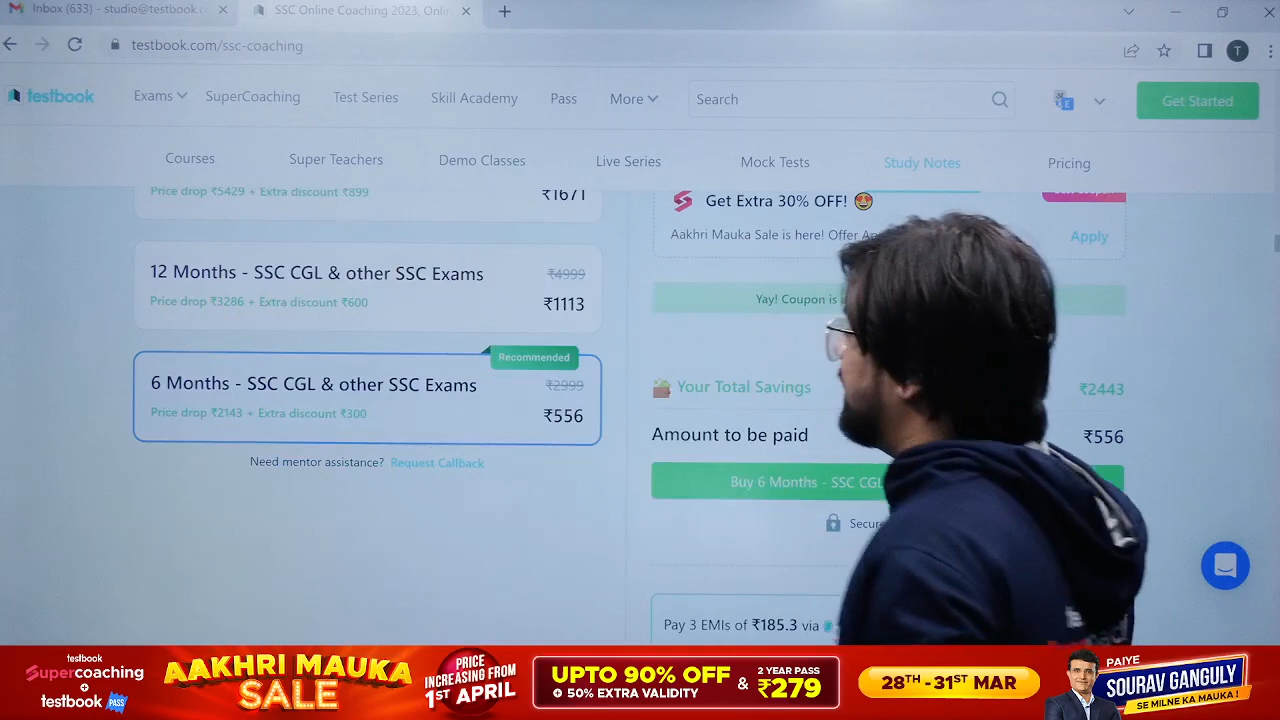 Inbox (633) - studio@testbook.c
SSC Online Coaching 2023, Onlin
testbook.com/ssc-coaching
T
testbook
Exams
SuperCoaching
Test Series
Skill Academy
Pass
More
Search
Get Started
Courses
Super Teachers
Demo Classes
Live Series
Mock Tests
Study Notes
Pricing
Price drop ₹5429 + Extra discount ₹899
₹1671
12 Months - SSC CGL & other SSC Exams
₹4999
Price drop ₹3286 + Extra discount ₹600
₹1113
Recommended
6 Months - SSC CGL & other SSC Exams
₹2999
Price drop ₹2143 + Extra discount ₹300
₹556
Need mentor assistance? Request Callback
Get Extra 30% OFF!
Aakhri Mauka Sale is here! Offer
Apply
Yay! Coupon is
Your Total Savings
₹2443
Amount to be paid
₹556
Buy 6 Months - SSC CGL
Secure
Pay 3 EMIs of ₹185.3 via
testbook
Supercoaching
+
testbook PASS
AAKHRI MAUKA
SALE
PRICE
INCREASING FROM
1ST APRIL
UPTO 90% OFF
+ 50% EXTRA VALIDITY
&
2 YEAR PASS
₹279
28TH - 31ST MAR
PAIYE
SOURAV GANGULY
SE MILNE KA MAUKA !